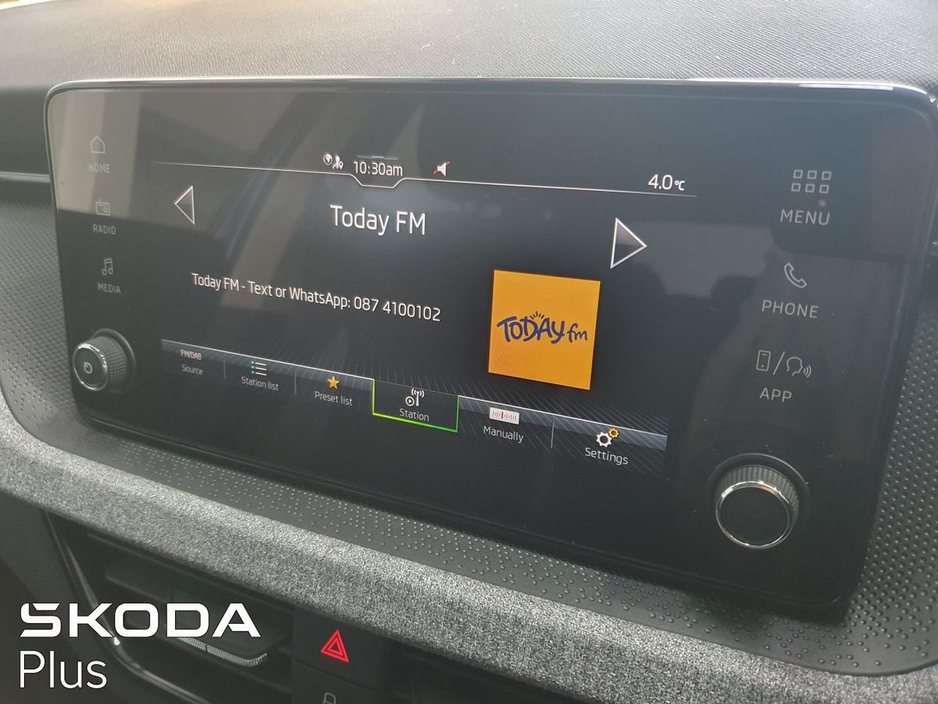 10:30am
4.0°C
HOME
RADIO
MEDIA
Today FM
Today FM - Text or WhatsApp: 087 4100102
TODAY fm
FM/DAB
Source
Station list
Preset list
Station
Manually
Settings
MENU
PHONE
APP
SKODA
Plus